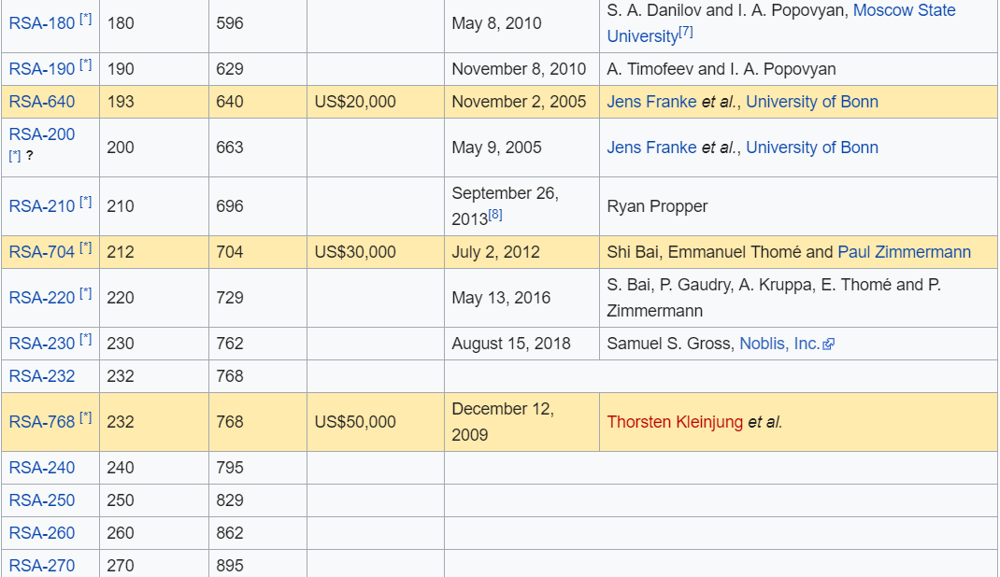 RSA-180 [*] 180 596 May 8, 2010 S. A. Danilov and I. A. Popovyan, Moscow State
University[7]
RSA-190 [*] 190 629 November 8, 2010 A. Timofeev and I. A. Popovyan
RSA-640 193 640 US$20,000 November 2, 2005 Jens Franke et al., University of Bonn
RSA-200
[*] ? 200 663 May 9, 2005 Jens Franke et al., University of Bonn
RSA-210 [*] 210 696 September 26,
2013[8] Ryan Propper
RSA-704 [*] 212 704 US$30,000 July 2, 2012 Shi Bai, Emmanuel Thomé and Paul Zimmermann
RSA-220 [*] 220 729 May 13, 2016 S. Bai, P. Gaudry, A. Kruppa, E. Thomé and P.
Zimmermann
RSA-230 [*] 230 762 August 15, 2018 Samuel S. Gross, Noblis, Inc.
RSA-232 232 768
RSA-768 [*] 232 768 US$50,000 December 12,
2009 Thorsten Kleinjung et al.
RSA-240 240 795
RSA-250 250 829
RSA-260 260 862
RSA-270 270 895